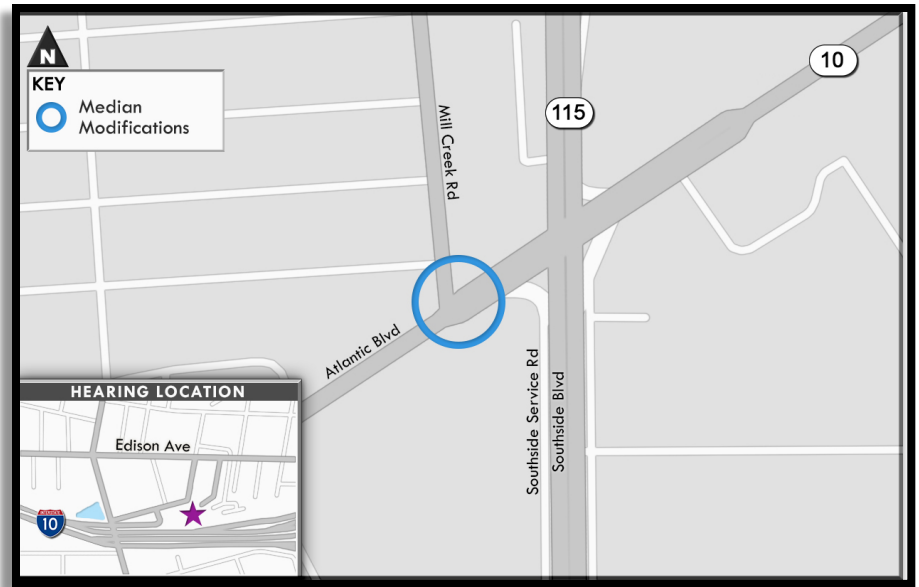 N
KEY
Median
Modifications
10
115
Mill Creek Rd
Atlantic Blvd
Southside Service Rd
Southside Blvd
HEARING LOCATION
Edison Ave
10